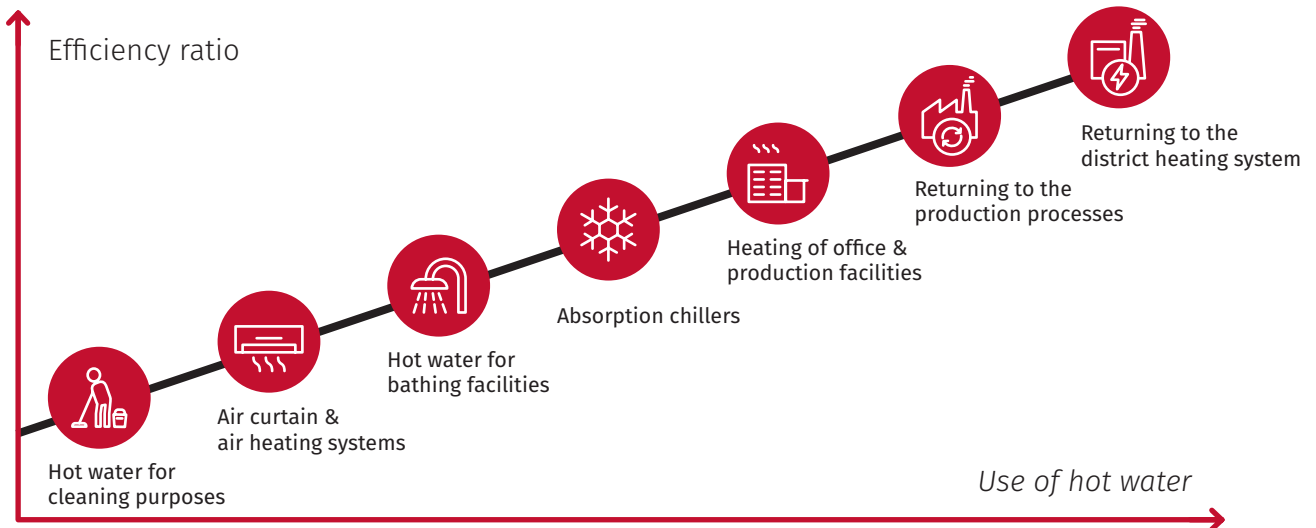 Efficiency ratio
Returning to the
district heating system
Returning to the
production processes
Heating of office &
production facilities
Absorption chillers
Hot water for
bathing facilities
Air curtain &
air heating systems
Hot water for
cleaning purposes
Use of hot water